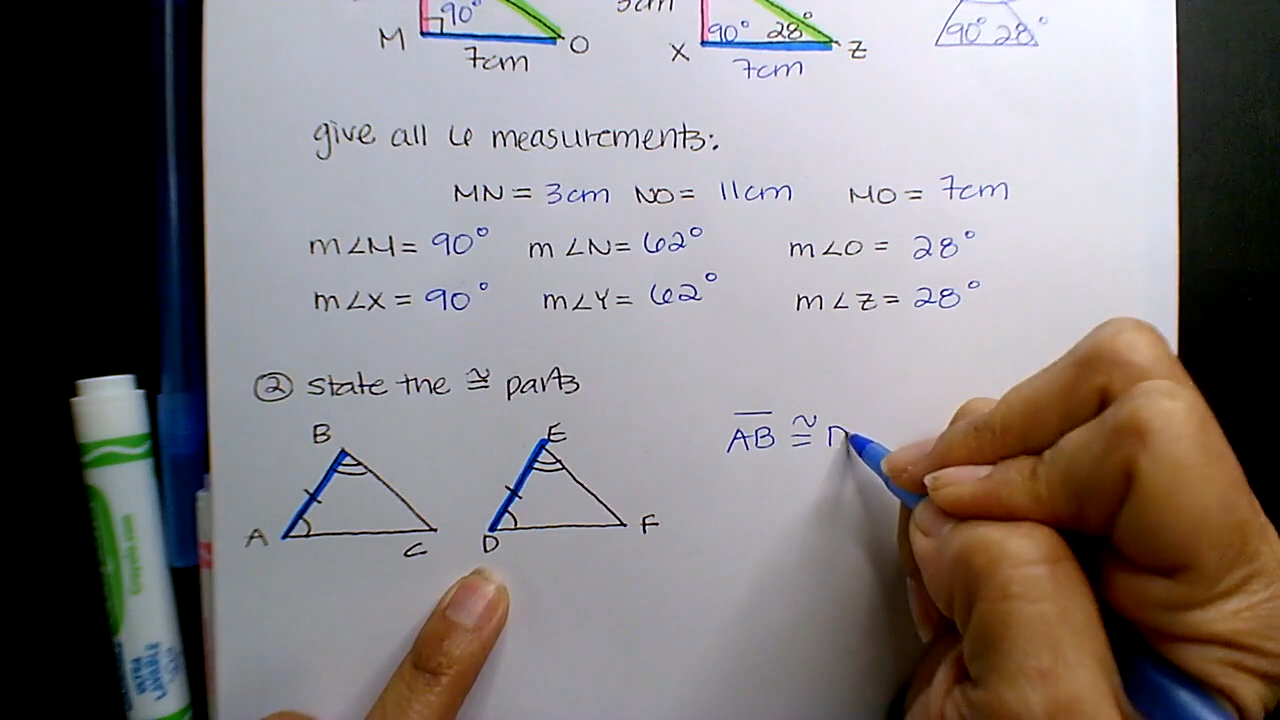 90°
M
O
7cm
90° 28°
X
Z
7cm
90° 28°
give all 6 measurements:
MN = 3cm NO = 11cm MO = 7cm
m∠M = 90° m∠N = 62° m∠O = 28°
m∠X = 90° m∠Y = 62° m∠Z = 28°
② state the ≅ parts
B
E
A
C
D
F
AB ≅ D